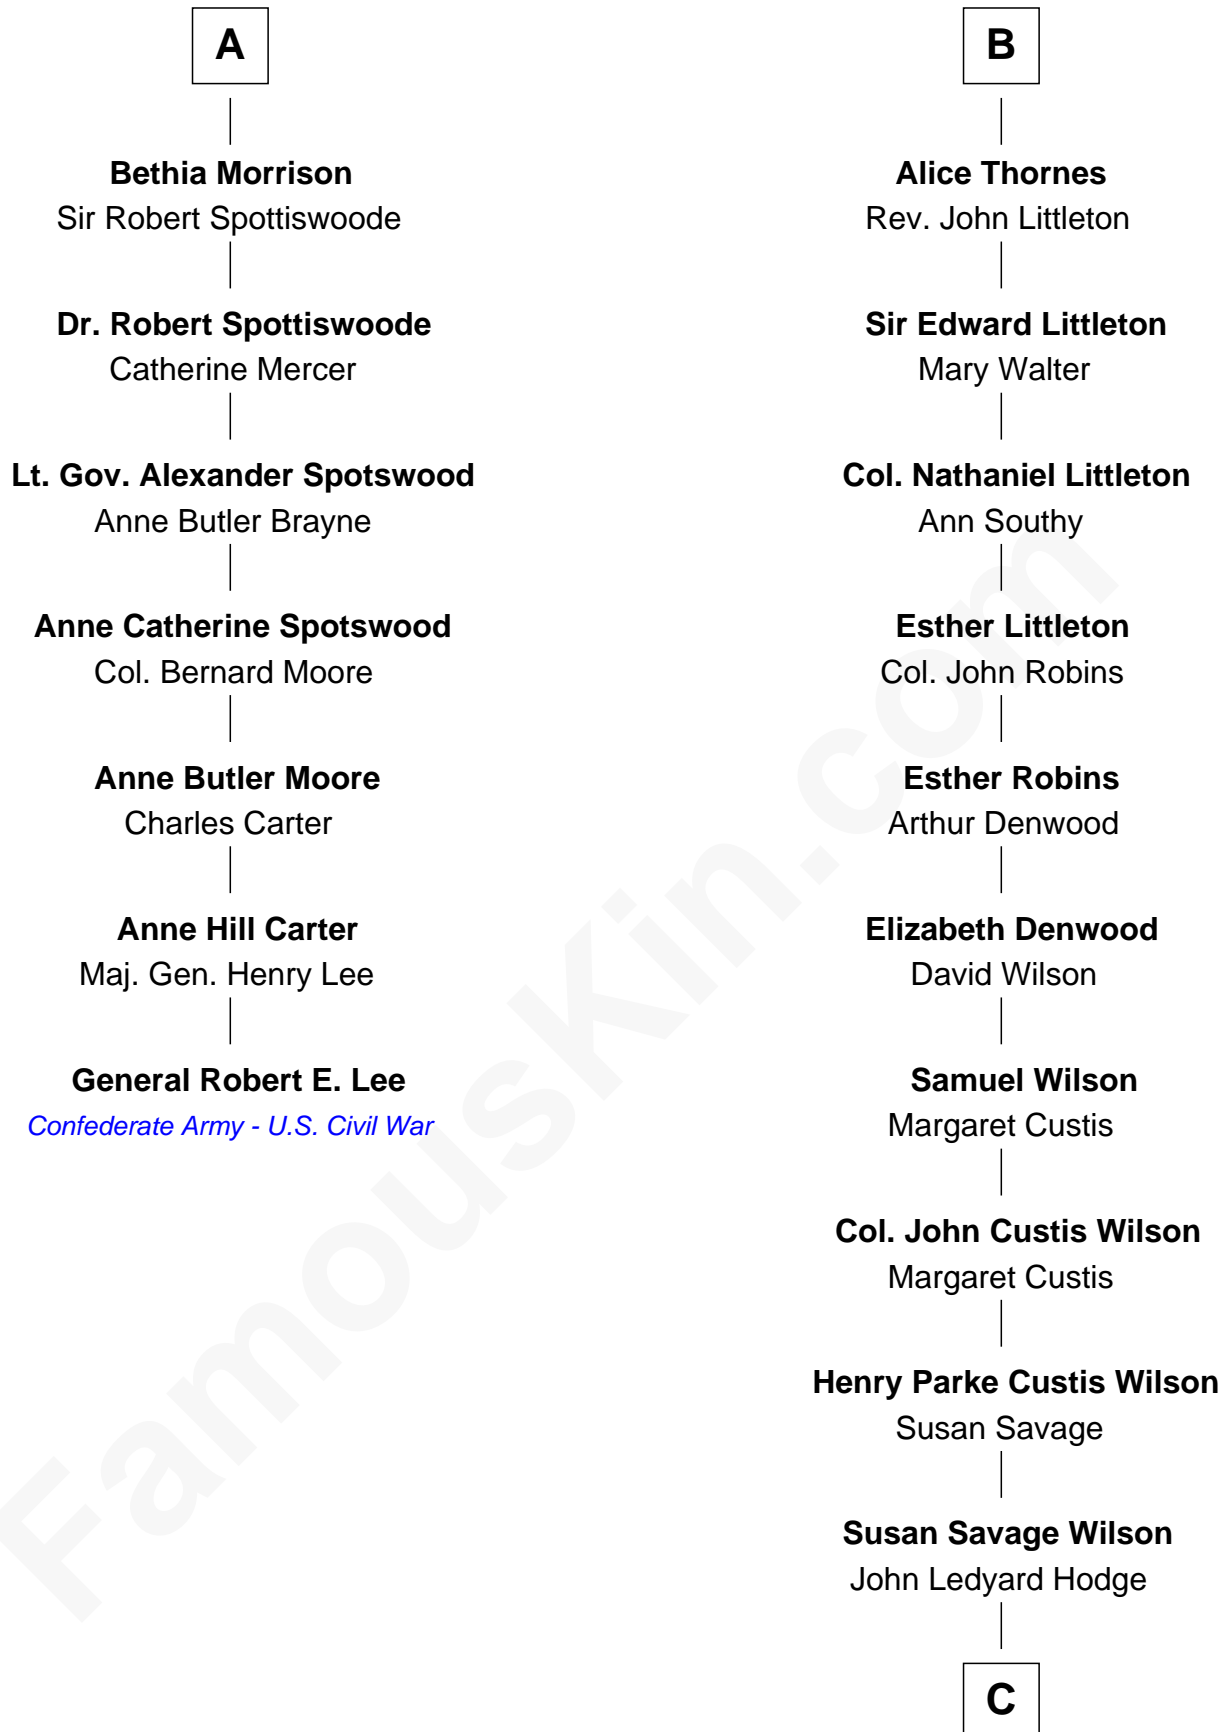 A
Bethia Morrison
Sir Robert Spottiswoode
Dr. Robert Spottiswoode
Catherine Mercer
Lt. Gov. Alexander Spotswood
Anne Butler Brayne
Anne Catherine Spotswood
Col. Bernard Moore
Anne Butler Moore
Charles Carter
Anne Hill Carter
Maj. Gen. Henry Lee
General Robert E. Lee
Confederate Army - U.S. Civil War
B
Alice Thornes
Rev. John Littleton
Sir Edward Littleton
Mary Walter
Col. Nathaniel Littleton
Ann Southy
Esther Littleton
Col. John Robins
Esther Robins
Arthur Denwood
Elizabeth Denwood
David Wilson
Samuel Wilson
Margaret Custis
Col. John Custis Wilson
Margaret Custis
Henry Parke Custis Wilson
Susan Savage
Susan Savage Wilson
John Ledyard Hodge
C
FamousKin.com